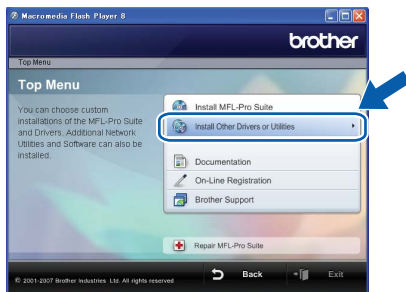 Macromedia Flash Player 8
brother
Top Menu
Top Menu
You can choose custom
installations of the MFL-Pro Suite
and Drivers. Additional Network
Utilities and Software can also be
installed.
Install MFL-Pro Suite
Install Other Drivers or Utilities
Documentation
On-Line Registration
Brother Support
Repair MFL-Pro Suite
© 2001-2007 Brother Industries. Ltd. All rights reserved
Back
Exit